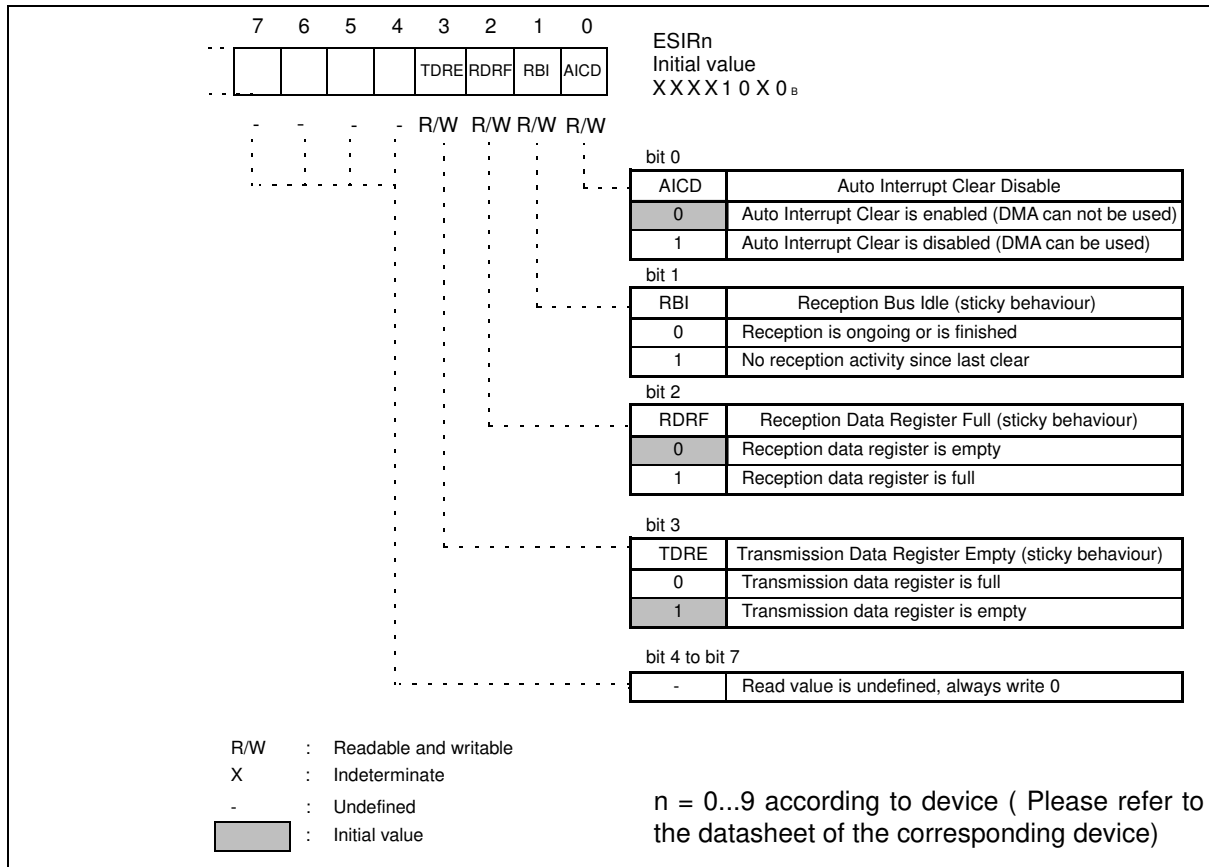 7 6 5 4 3 2 1 0
TDRE RDRF RBI AICD
ESIRn
Initial value
X X X X 1 0 X 0 B
- - - - R/W R/W R/W R/W
bit 0
AICD Auto Interrupt Clear Disable
0 Auto Interrupt Clear is enabled (DMA can not be used)
1 Auto Interrupt Clear is disabled (DMA can be used)
bit 1
RBI Reception Bus Idle (sticky behaviour)
0 Reception is ongoing or is finished
1 No reception activity since last clear
bit 2
RDRF Reception Data Register Full (sticky behaviour)
0 Reception data register is empty
1 Reception data register is full
bit 3
TDRE Transmission Data Register Empty (sticky behaviour)
0 Transmission data register is full
1 Transmission data register is empty
bit 4 to bit 7
- Read value is undefined, always write 0
R/W : Readable and writable
X : Indeterminate
- : Undefined
: Initial value
n = 0...9 according to device ( Please refer to
the datasheet of the corresponding device)